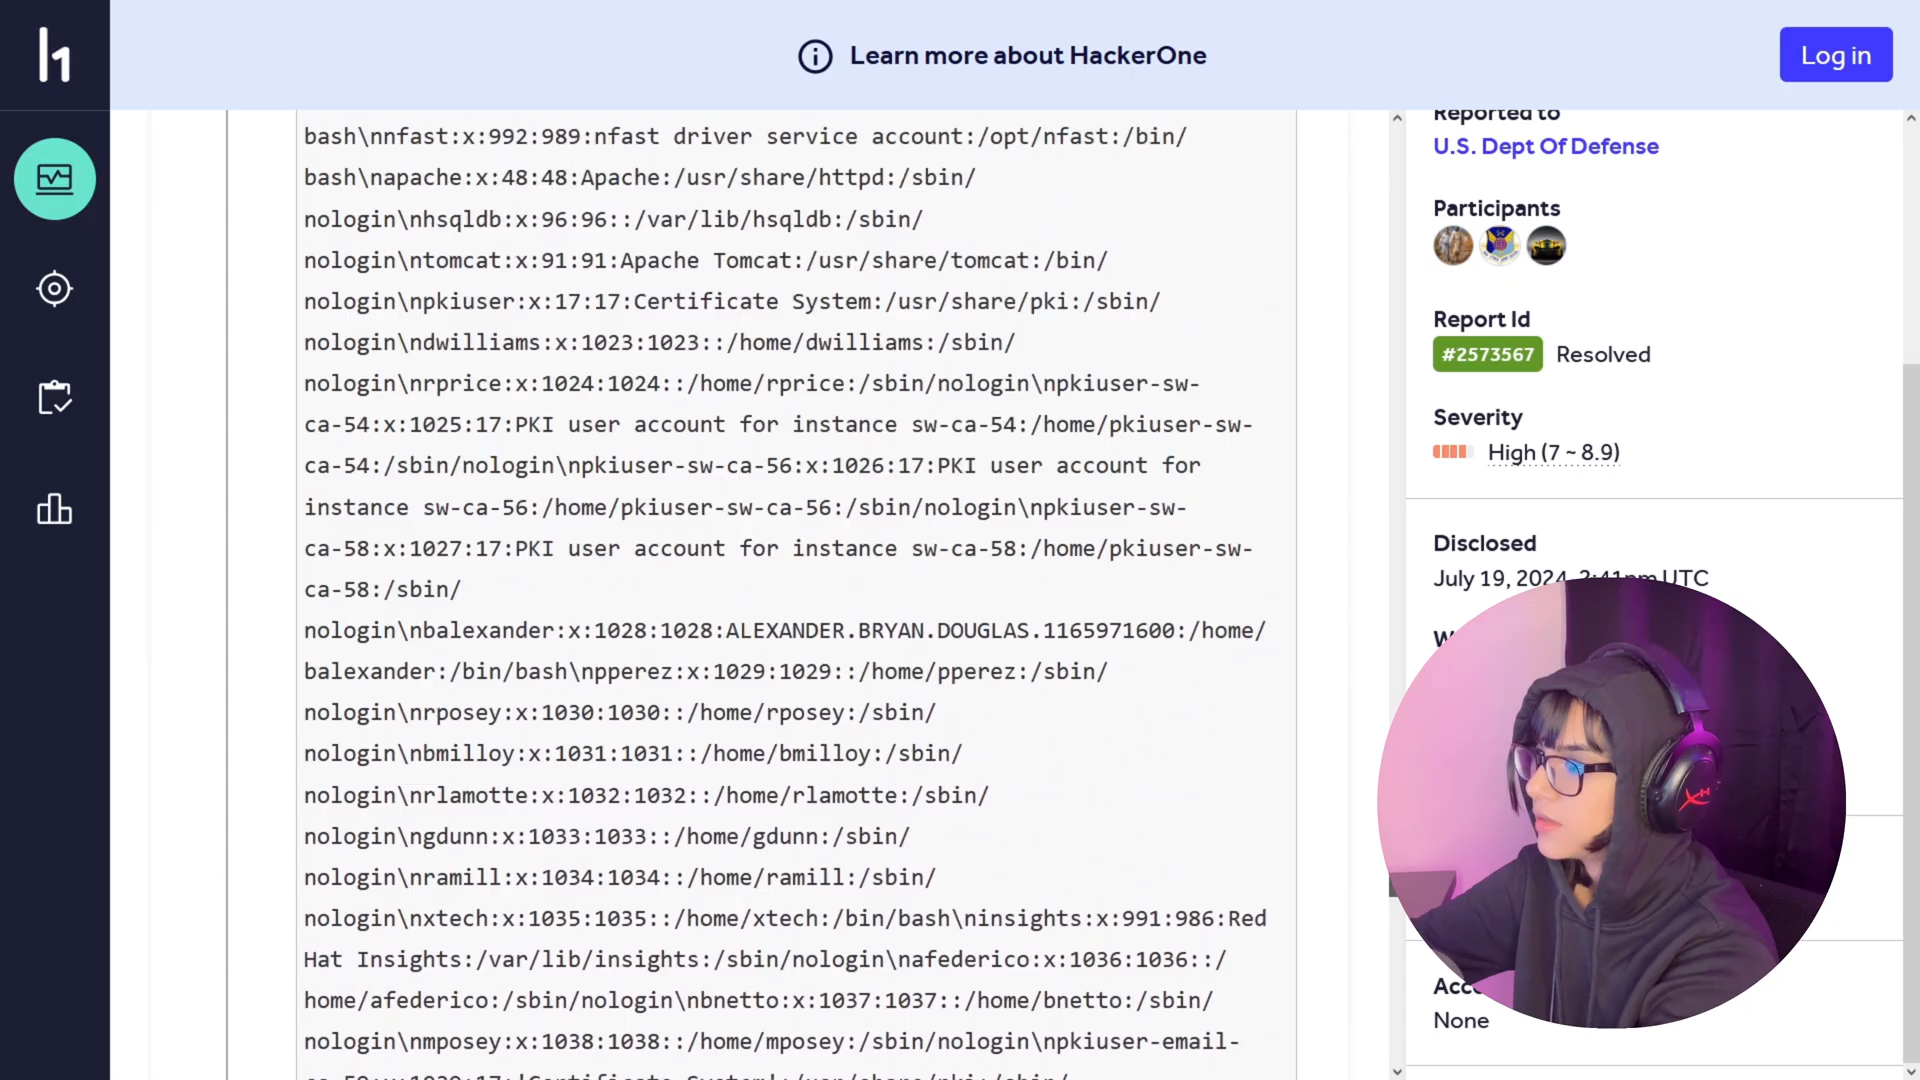 Learn more about HackerOne
Log in
bash\nnfast:x:992:989:nfast driver service account:/opt/nfast:/bin/
bash\napache:x:48:48:Apache:/usr/share/httpd:/sbin/
nologin\nhsqldb:x:96:96::/var/lib/hsqldb:/sbin/
nologin\ntomcat:x:91:91:Apache Tomcat:/usr/share/tomcat:/bin/
nologin\npkiuser:x:17:17:Certificate System:/usr/share/pki:/sbin/
nologin\ndwilliams:x:1023:1023::/home/dwilliams:/sbin/
nologin\nrprice:x:1024:1024::/home/rprice:/sbin/nologin\npkiuser-sw-
ca-54:x:1025:17:PKI user account for instance sw-ca-54:/home/pkiuser-sw-
ca-54:/sbin/nologin\npkiuser-sw-ca-56:x:1026:17:PKI user account for
instance sw-ca-56:/home/pkiuser-sw-ca-56:/sbin/nologin\npkiuser-sw-
ca-58:x:1027:17:PKI user account for instance sw-ca-58:/home/pkiuser-sw-
ca-58:/sbin/
nologin\nbalexander:x:1028:1028:ALEXANDER.BRYAN.DOUGLAS.1165971600:/home/
balexander:/bin/bash\npperez:x:1029:1029::/home/pperez:/sbin/
nologin\nrposey:x:1030:1030::/home/rposey:/sbin/
nologin\nbmilloy:x:1031:1031::/home/bmilloy:/sbin/
nologin\nrlamotte:x:1032:1032::/home/rlamotte:/sbin/
nologin\ngdunn:x:1033:1033::/home/gdunn:/sbin/
nologin\nramill:x:1034:1034::/home/ramill:/sbin/
nologin\nxtech:x:1035:1035::/home/xtech:/bin/bash\ninsights:x:991:986:Red
Hat Insights:/var/lib/insights:/sbin/nologin\nafederico:x:1036:1036::/
home/afederico:/sbin/nologin\nbnetto:x:1037:1037::/home/bnetto:/sbin/
nologin\nmposey:x:1038:1038::/home/mposey:/sbin/nologin\npkiuser-email-
Reported to
U.S. Dept Of Defense
Participants
Report Id
#2573567 Resolved
Severity
High (7 ~ 8.9)
Disclosed
July 19, 2024, 2:41pm UTC
None